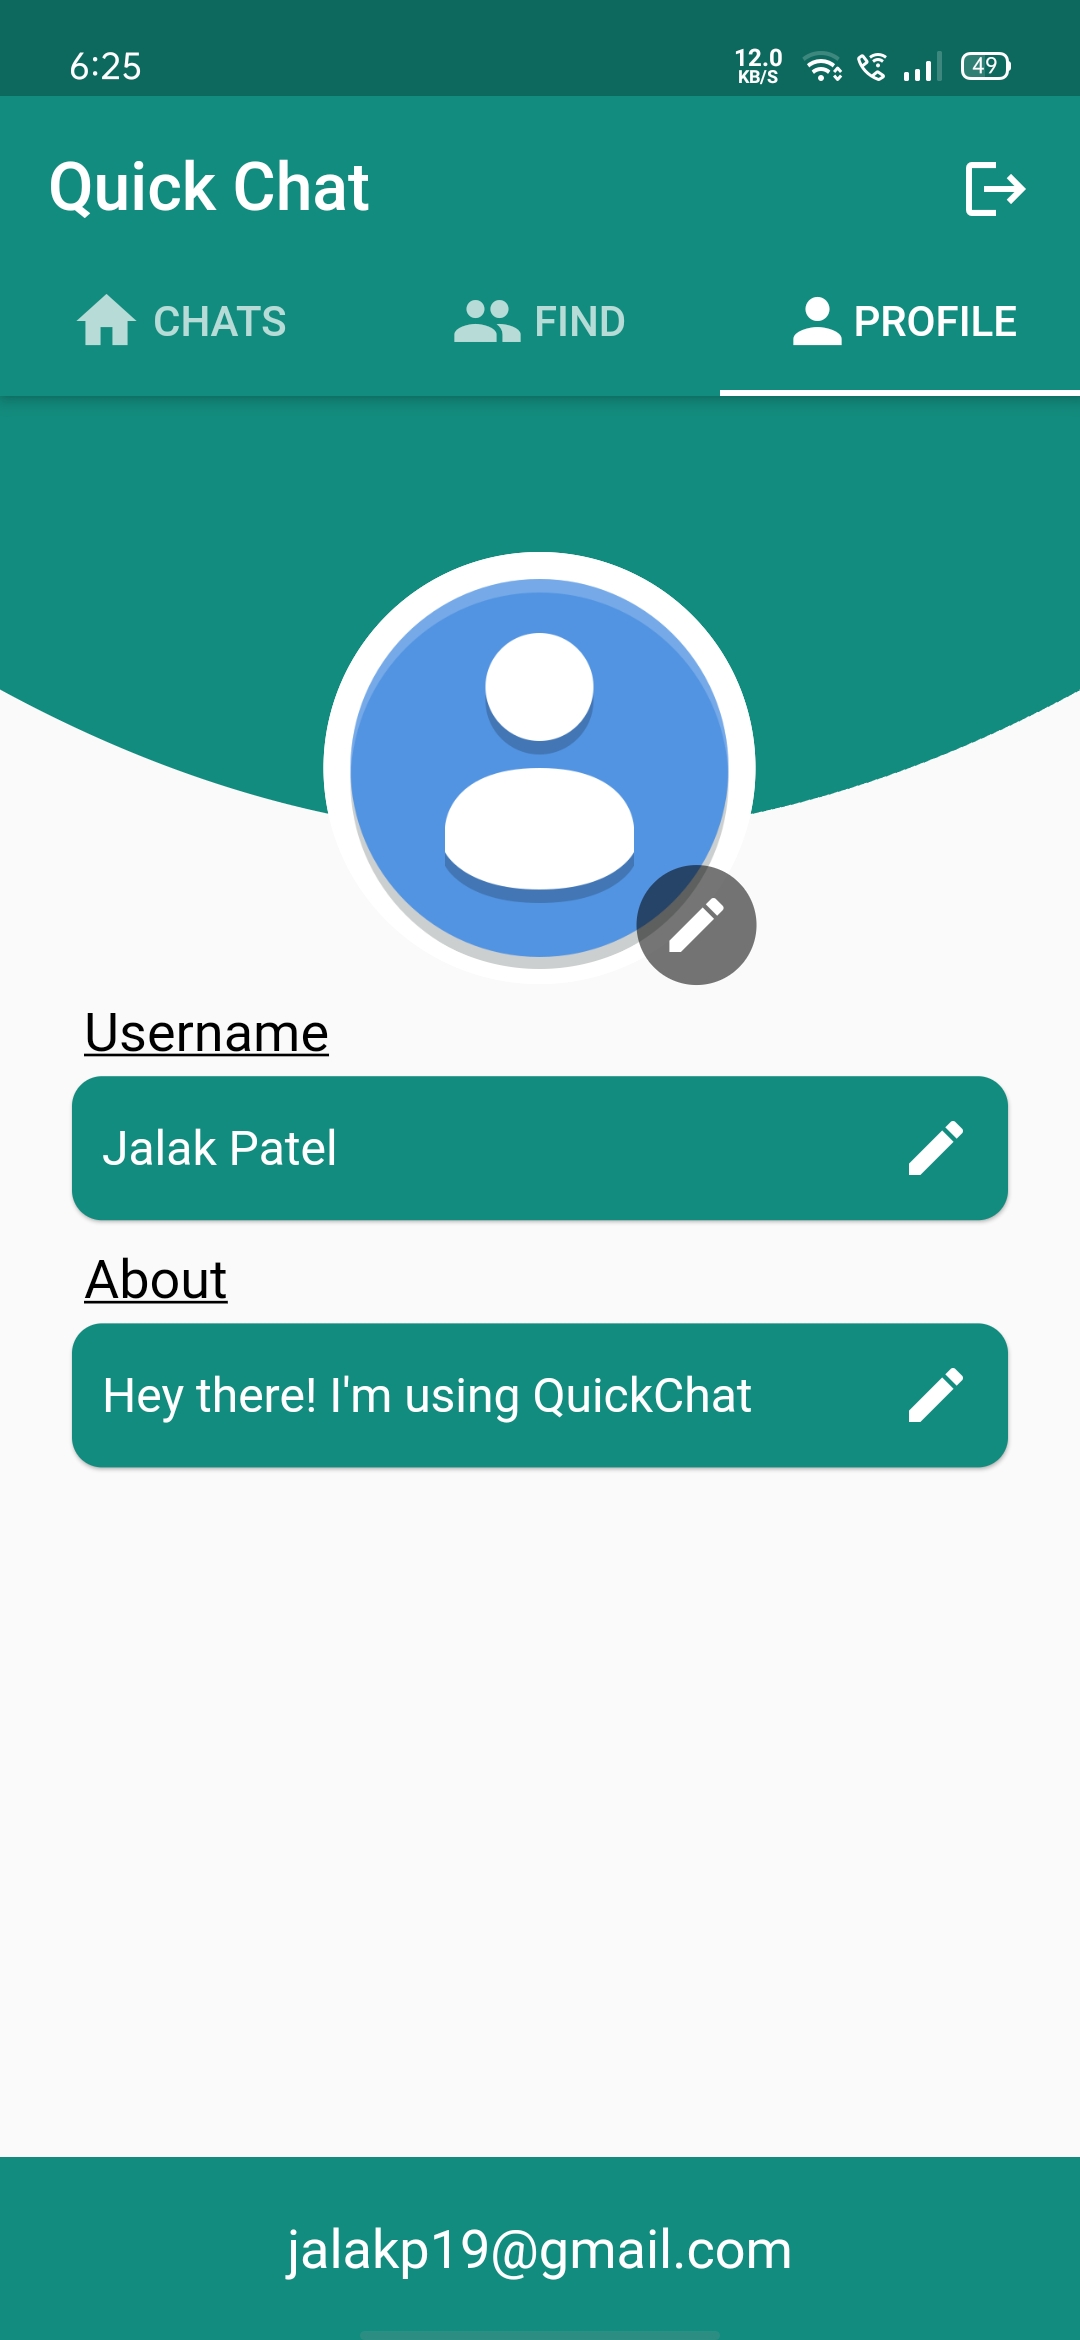 6:25
12.0
KB/S
49
Quick Chat
CHATS FIND PROFILE
Username
Jalak Patel
About
Hey there! I'm using QuickChat
jalakp19@gmail.com